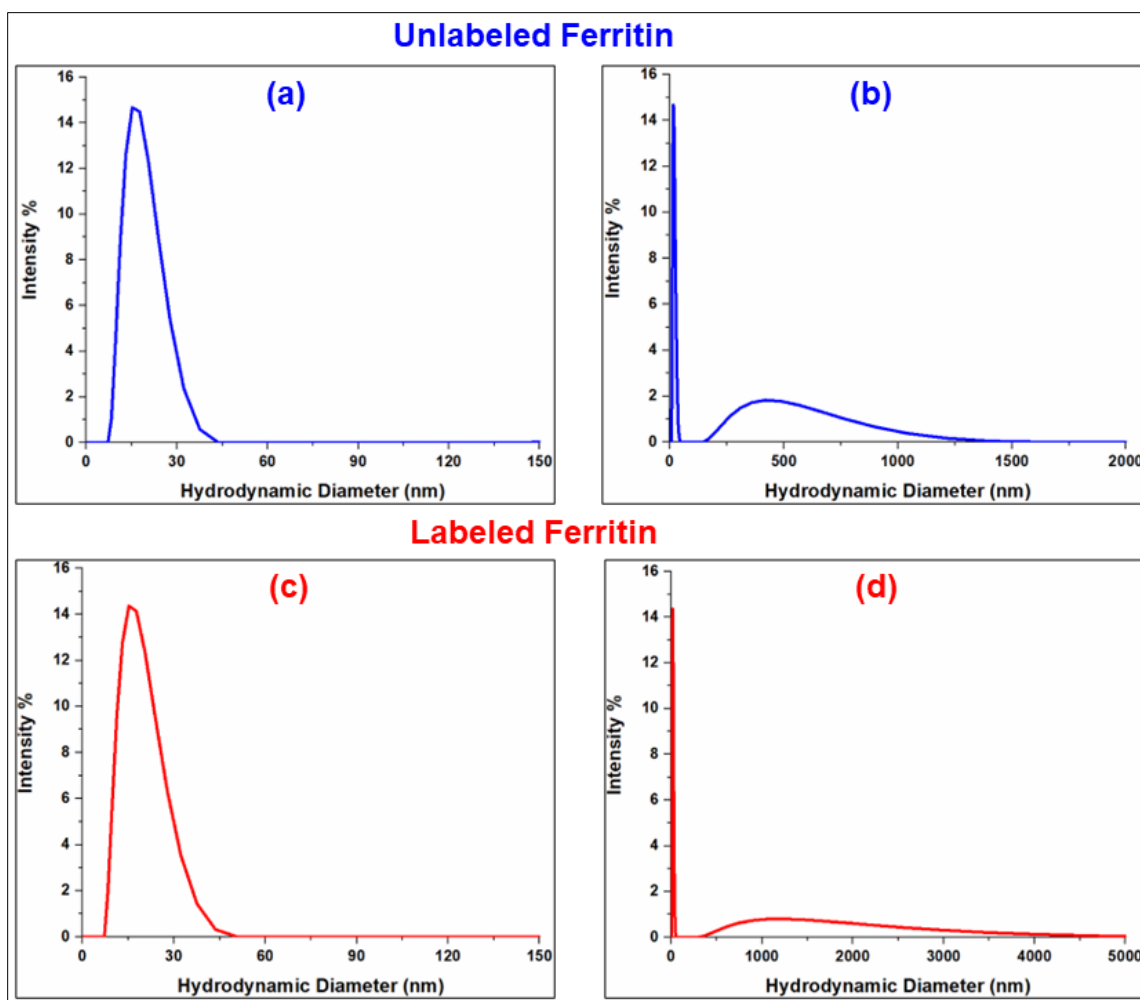 Unlabeled Ferritin
(a)
16
14
12
10
8
6
4
2
0
Intensity %
0 30 60 90 120 150
Hydrodynamic Diameter (nm)
(b)
16
14
12
10
8
6
4
2
0
Intensity %
0 500 1000 1500 2000
Hydrodynamic Diameter (nm)
Labeled Ferritin
(c)
16
14
12
10
8
6
4
2
0
Intensity %
0 30 60 90 120 150
Hydrodynamic Diameter (nm)
(d)
16
14
12
10
8
6
4
2
0
Intensity %
0 1000 2000 3000 4000 5000
Hydrodynamic Diameter (nm)